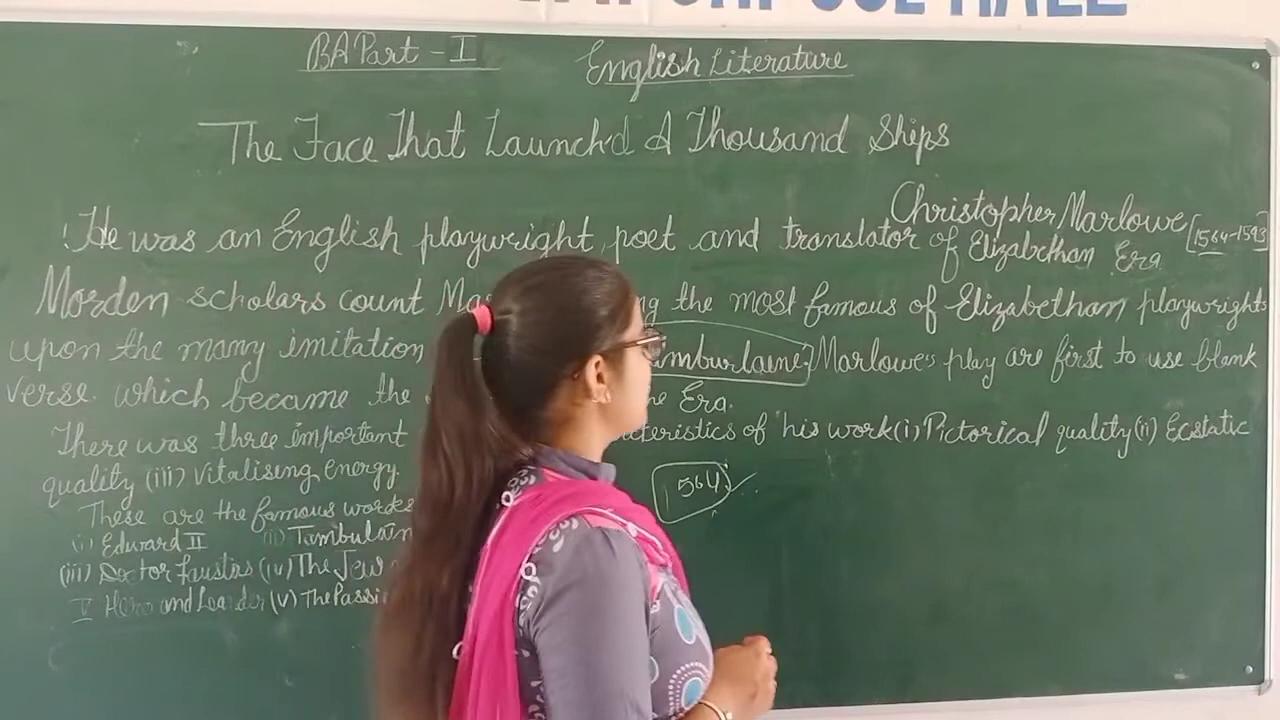 HALL
BA Part - I
English Literature
The Face That Launch'd A Thousand Ships
Christopher Marlowe [1564-1593]
He was an English playwright, poet and translator of Elizabethan Era
Morden scholars count the most famous of Elizabethan playwrights
upon the many imitation Marlowe's play are first to use blank
verse. which became the Era.
There was three important of his work (i) Pictorical quality (ii) Ecstatic
quality (iii) Vitalising Energy.
1564
These are the famous works
(i) Edward II (ii)
(iii) Doctor Faustus (iv) The Jew
V Hero and Leander (v) The